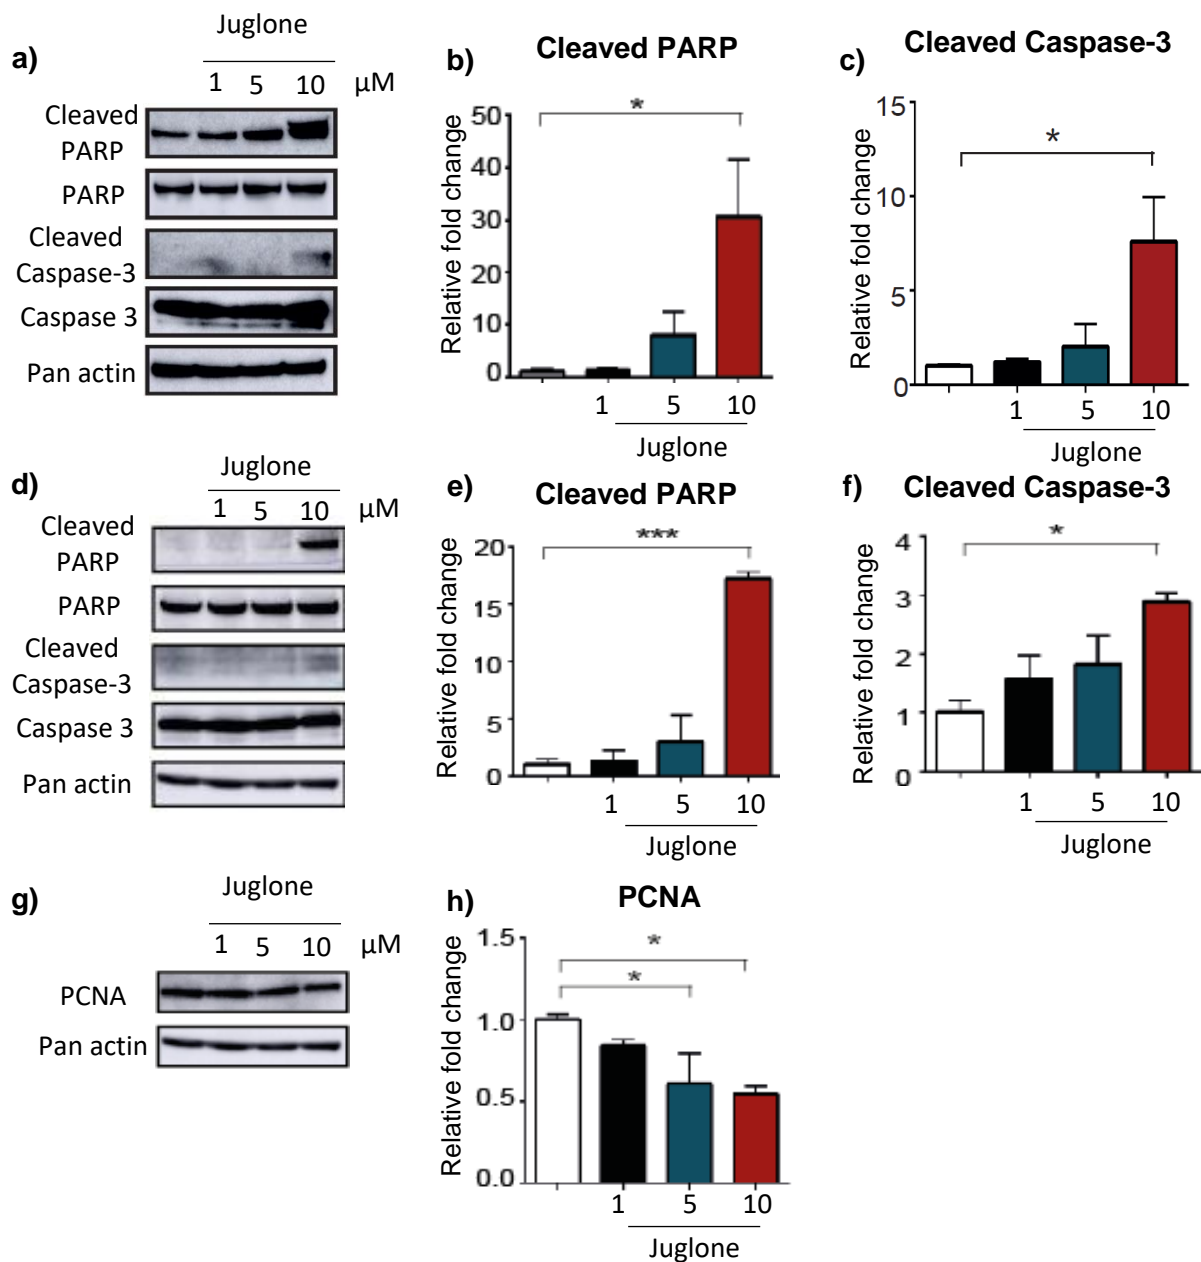 Juglone
a)
1 5 10 μM
Cleaved
PARP
PARP
Cleaved
Caspase-3
Caspase 3
Pan actin
b)
Cleaved PARP
Relative fold change
50
40
30
20
10
0
*
1 5 10
Juglone
c)
Cleaved Caspase-3
Relative fold change
15
10
5
0
*
1 5 10
Juglone
d)
Juglone
1 5 10 μM
Cleaved
PARP
PARP
Cleaved
Caspase-3
Caspase 3
Pan actin
e)
Cleaved PARP
Relative fold change
20
15
10
5
0
***
1 5 10
Juglone
f)
Cleaved Caspase-3
Relative fold change
4
3
2
1
0
*
1 5 10
Juglone
g)
Juglone
1 5 10 μM
PCNA
Pan actin
h)
PCNA
Relative fold change
1.5
1.0
0.5
0.0
*
*
1 5 10
Juglone